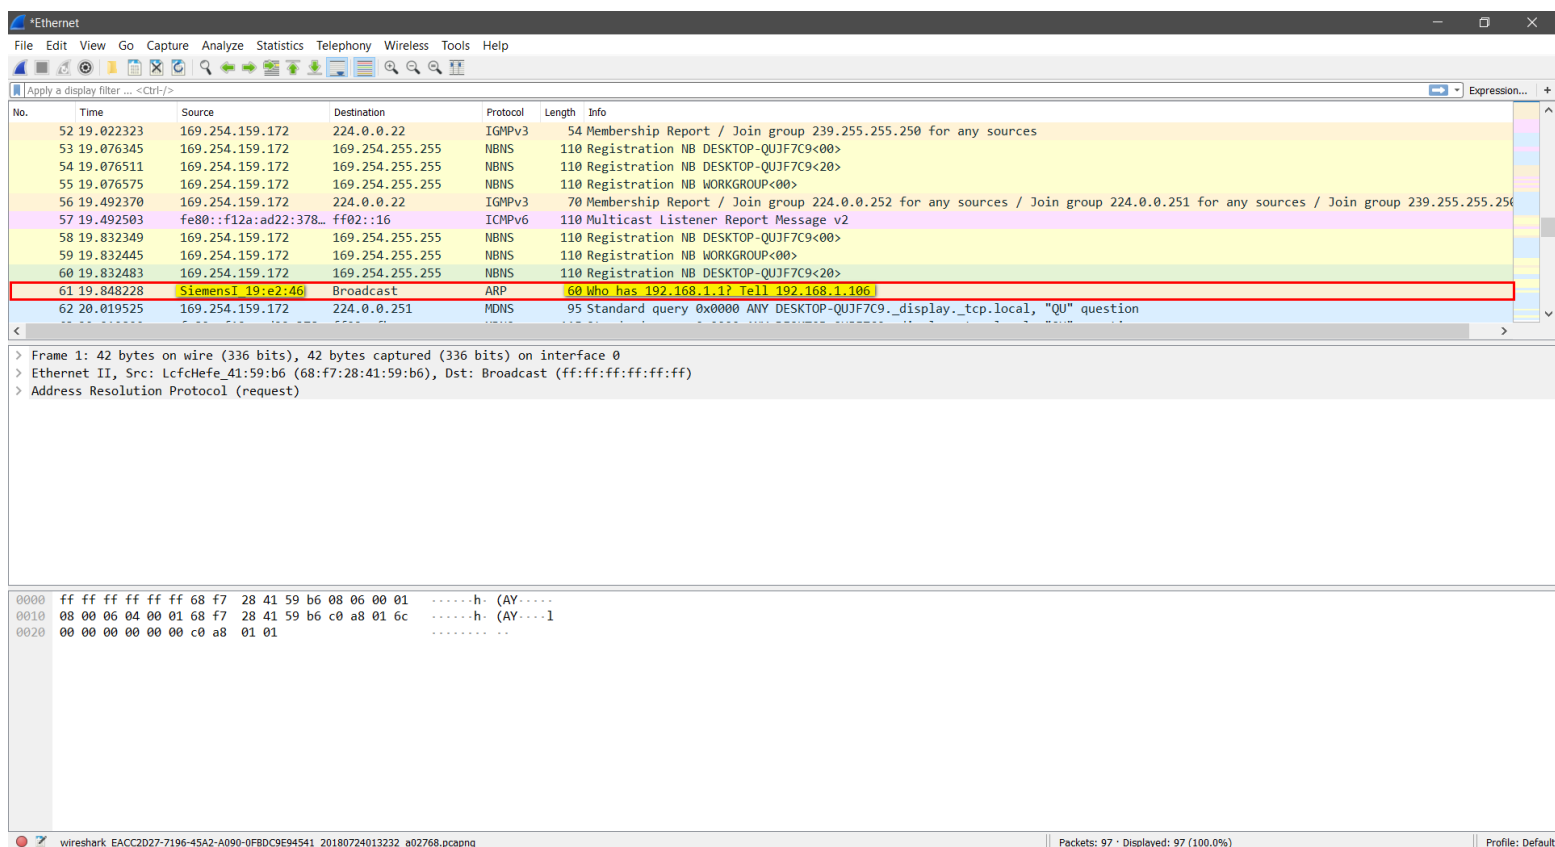 *Ethernet
File Edit View Go Capture Analyze Statistics Telephony Wireless Tools Help
Apply a display filter ... <Ctrl-/> Expression... +
No. Time Source Destination Protocol Length Info
52 19.022323 169.254.159.172 224.0.0.22 IGMPv3 54 Membership Report / Join group 239.255.255.250 for any sources
53 19.076345 169.254.159.172 169.254.255.255 NBNS 110 Registration NB DESKTOP-QUJF7C9<00>
54 19.076511 169.254.159.172 169.254.255.255 NBNS 110 Registration NB DESKTOP-QUJF7C9<20>
55 19.076575 169.254.159.172 169.254.255.255 NBNS 110 Registration NB WORKGROUP<00>
56 19.492370 169.254.159.172 224.0.0.22 IGMPv3 70 Membership Report / Join group 224.0.0.252 for any sources / Join group 224.0.0.251 for any sources / Join group 239.255.255.250
57 19.492503 fe80::f12a:ad22:378… ff02::16 ICMPv6 110 Multicast Listener Report Message v2
58 19.832349 169.254.159.172 169.254.255.255 NBNS 110 Registration NB DESKTOP-QUJF7C9<00>
59 19.832445 169.254.159.172 169.254.255.255 NBNS 110 Registration NB WORKGROUP<00>
60 19.832483 169.254.159.172 169.254.255.255 NBNS 110 Registration NB DESKTOP-QUJF7C9<20>
61 19.848228 SiemensI_19:e2:46 Broadcast ARP 60 Who has 192.168.1.1? Tell 192.168.1.106
62 20.019525 169.254.159.172 224.0.0.251 MDNS 95 Standard query 0x0000 ANY DESKTOP-QUJF7C9._display._tcp.local, "QU" question
> Frame 1: 42 bytes on wire (336 bits), 42 bytes captured (336 bits) on interface 0
> Ethernet II, Src: LcfcHefe_41:59:b6 (68:f7:28:41:59:b6), Dst: Broadcast (ff:ff:ff:ff:ff:ff)
> Address Resolution Protocol (request)
0000 ff ff ff ff ff ff 68 f7 28 41 59 b6 08 06 00 01 ······h· (AY·····
0010 08 00 06 04 00 01 68 f7 28 41 59 b6 c0 a8 01 6c ······h· (AY····l
0020 00 00 00 00 00 00 c0 a8 01 01 ········ ··
wireshark_EACC2D27-7196-45A2-A090-0FBDC9E94541_20180724013232_a02768.pcapng Packets: 97 · Displayed: 97 (100.0%) Profile: Default